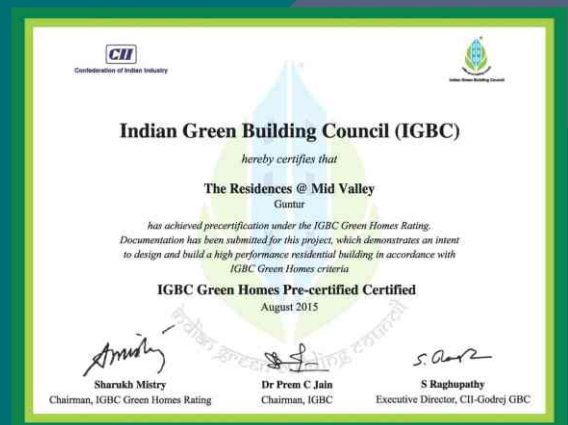 CII
Confederation of Indian Industry
Indian Green Building Council
Indian Green Building Council (IGBC)
hereby certifies that
The Residences @ Mid Valley
Guntur
has achieved precertification under the IGBC Green Homes Rating.
Documentation has been submitted for this project, which demonstrates an intent
to design and build a high performance residential building in accordance with
IGBC Green Homes criteria
IGBC Green Homes Pre-certified Certified
August 2015
indian green building council
Sharukh Mistry
Chairman, IGBC Green Homes Rating
Dr Prem C Jain
Chairman, IGBC
S Raghupathy
Executive Director, CII-Godrej GBC